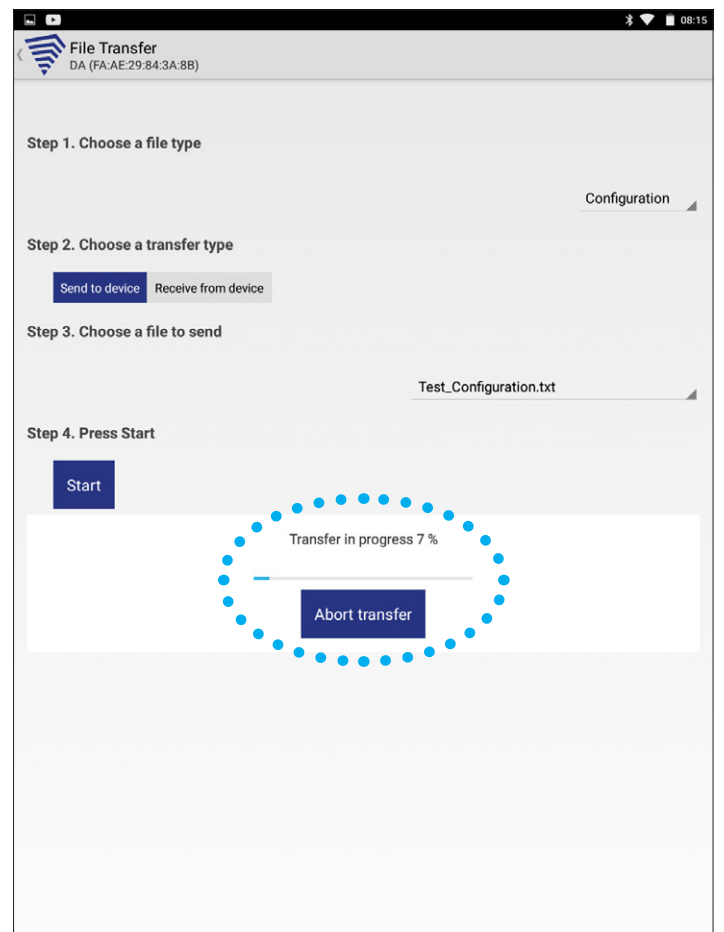 08:15
File Transfer
DA (FA:AE:29:84:3A:8B)
Step 1. Choose a file type
Configuration
Step 2. Choose a transfer type
Send to device Receive from device
Step 3. Choose a file to send
Test_Configuration.txt
Step 4. Press Start
Start
Transfer in progress 7 %
Abort transfer